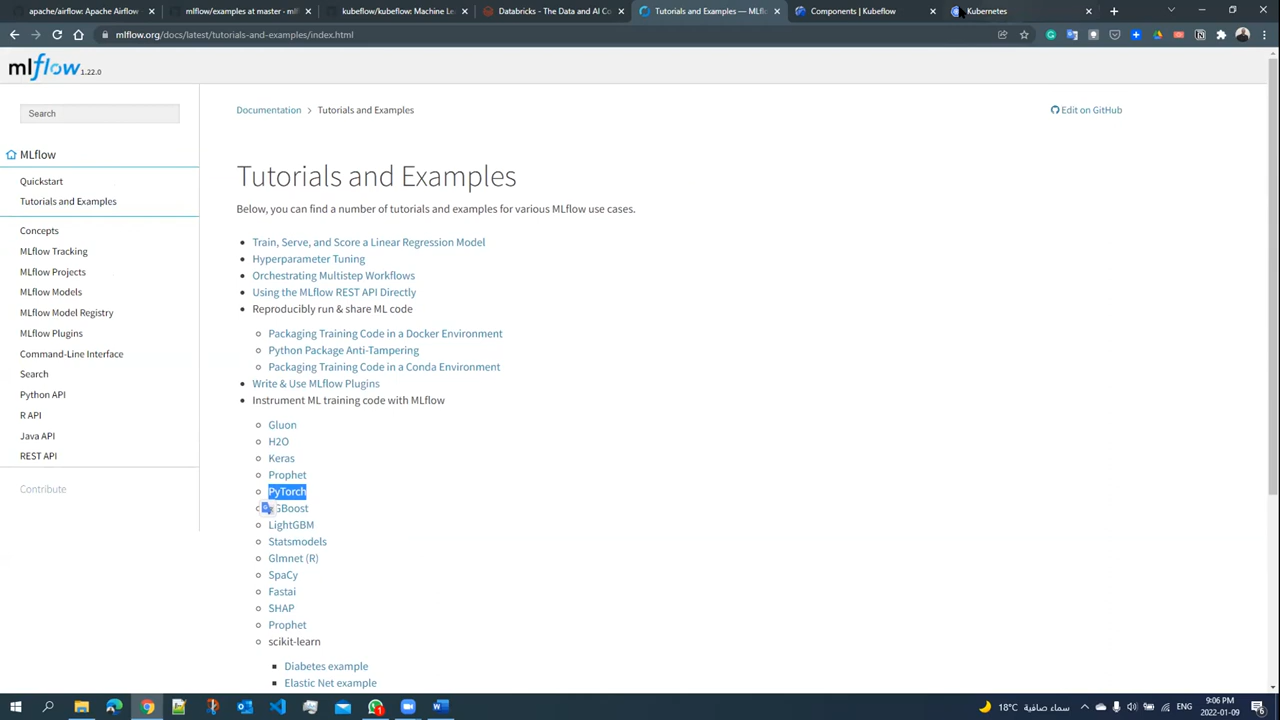 apache/airflow: Apache Airflow
mlflow/examples at master · ml
kubeflow/kubeflow: Machine Le
Databricks - The Data and AI Co
Tutorials and Examples — MLfl
Components | Kubeflow
Kubernetes
mlflow.org/docs/latest/tutorials-and-examples/index.html
mlflow 1.22.0
Search
MLflow
Quickstart
Tutorials and Examples
Concepts
MLflow Tracking
MLflow Projects
MLflow Models
MLflow Model Registry
MLflow Plugins
Command-Line Interface
Search
Python API
R API
Java API
REST API
Contribute
Documentation > Tutorials and Examples
Edit on GitHub
Tutorials and Examples
Below, you can find a number of tutorials and examples for various MLflow use cases.
Train, Serve, and Score a Linear Regression Model
Hyperparameter Tuning
Orchestrating Multistep Workflows
Using the MLflow REST API Directly
Reproducibly run & share ML code
Packaging Training Code in a Docker Environment
Python Package Anti-Tampering
Packaging Training Code in a Conda Environment
Write & Use MLflow Plugins
Instrument ML training code with MLflow
Gluon
H2O
Keras
Prophet
PyTorch
GBoost
LightGBM
Statsmodels
Glmnet (R)
SpaCy
Fastai
SHAP
Prophet
scikit-learn
Diabetes example
Elastic Net example
18°C سماء صافية
ENG
9:06 PM
2022-01-09